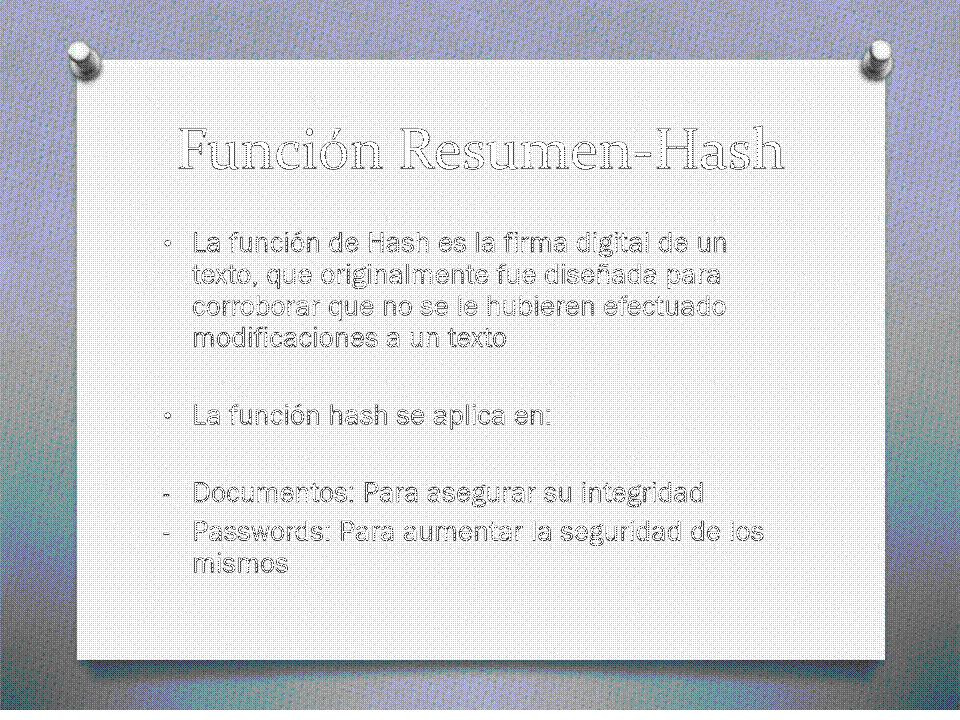 Función Resumen-Hash
• La función de Hash es la firma digital de un
texto, que originalmente fue diseñada para
corroborar que no se le hubieren efectuado
modificaciones a un texto
• La función hash se aplica en:
- Documentos: Para asegurar su integridad
- Passwords: Para aumentar la seguridad de los
mismos